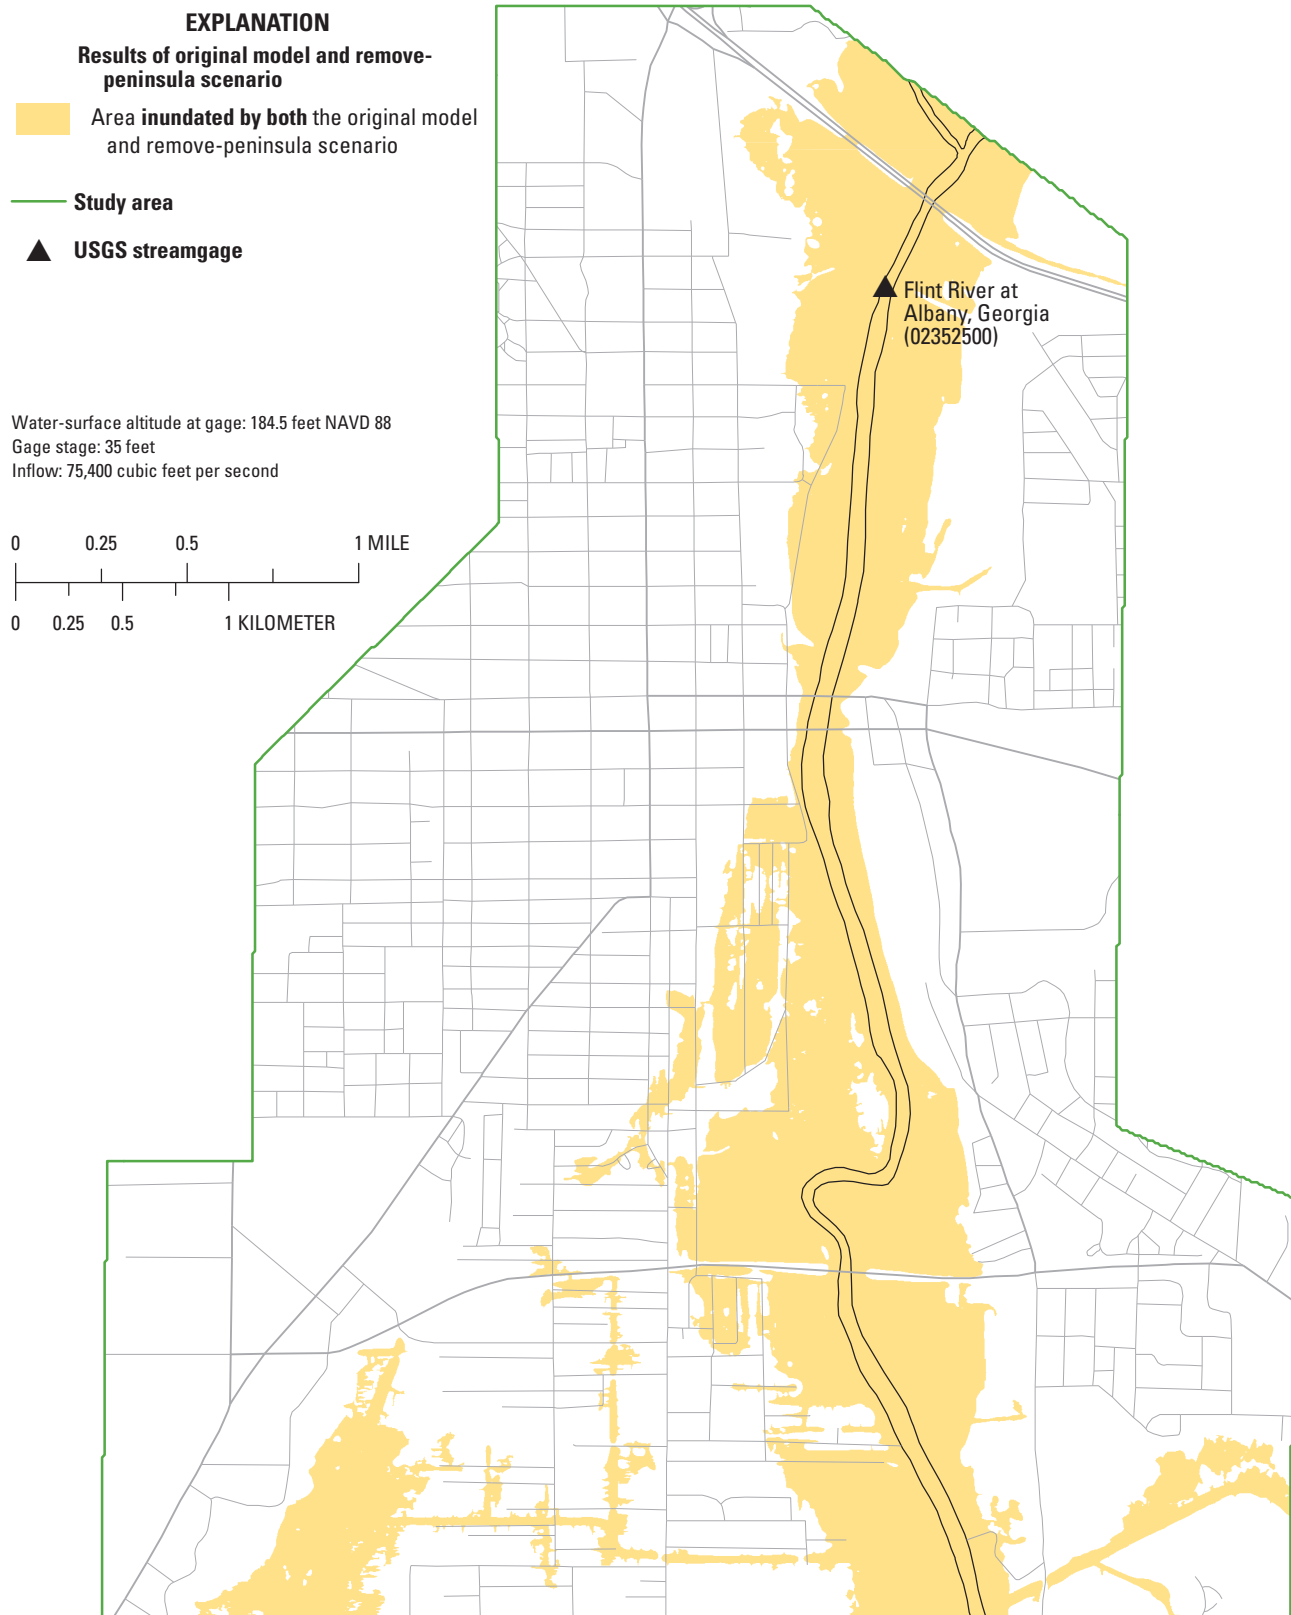 EXPLANATION
Results of original model and remove-
peninsula scenario
Area inundated by both the original model
and remove-peninsula scenario
Study area
USGS streamgage
Flint River at
Albany, Georgia
(02352500)
Water-surface altitude at gage: 184.5 feet NAVD 88
Gage stage: 35 feet
Inflow: 75,400 cubic feet per second
0 0.25 0.5 1 MILE
0 0.25 0.5 1 KILOMETER